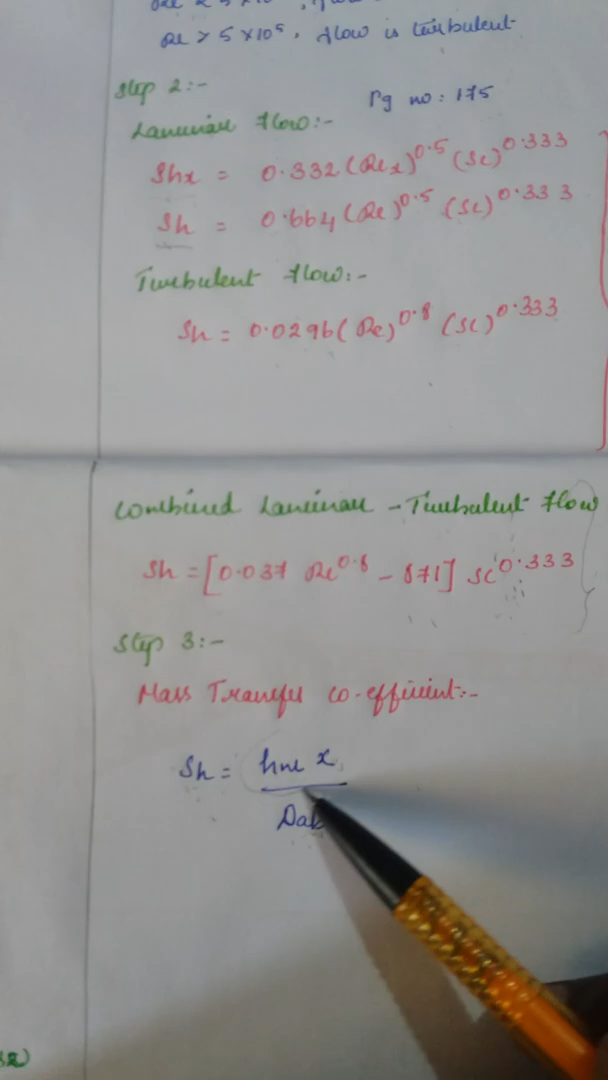 Re > 5 × 10⁵, flow is turbulent
Step 2:-
Pg no: 175
Laminar Flow:-
Shx = 0.332 (Rex)^0.5 (Sc)^0.333
Sh = 0.664 (Re)^0.5 (Sc)^0.333
Turbulent flow:-
Sh = 0.0296 (Re)^0.8 (Sc)^0.333
Combined Laminar - Turbulent flow
Sh = [0.037 Re^0.8 - 871] Sc^0.333
Step 3:-
Mass Transfer co-efficient:-
Sh = hm x
Dab